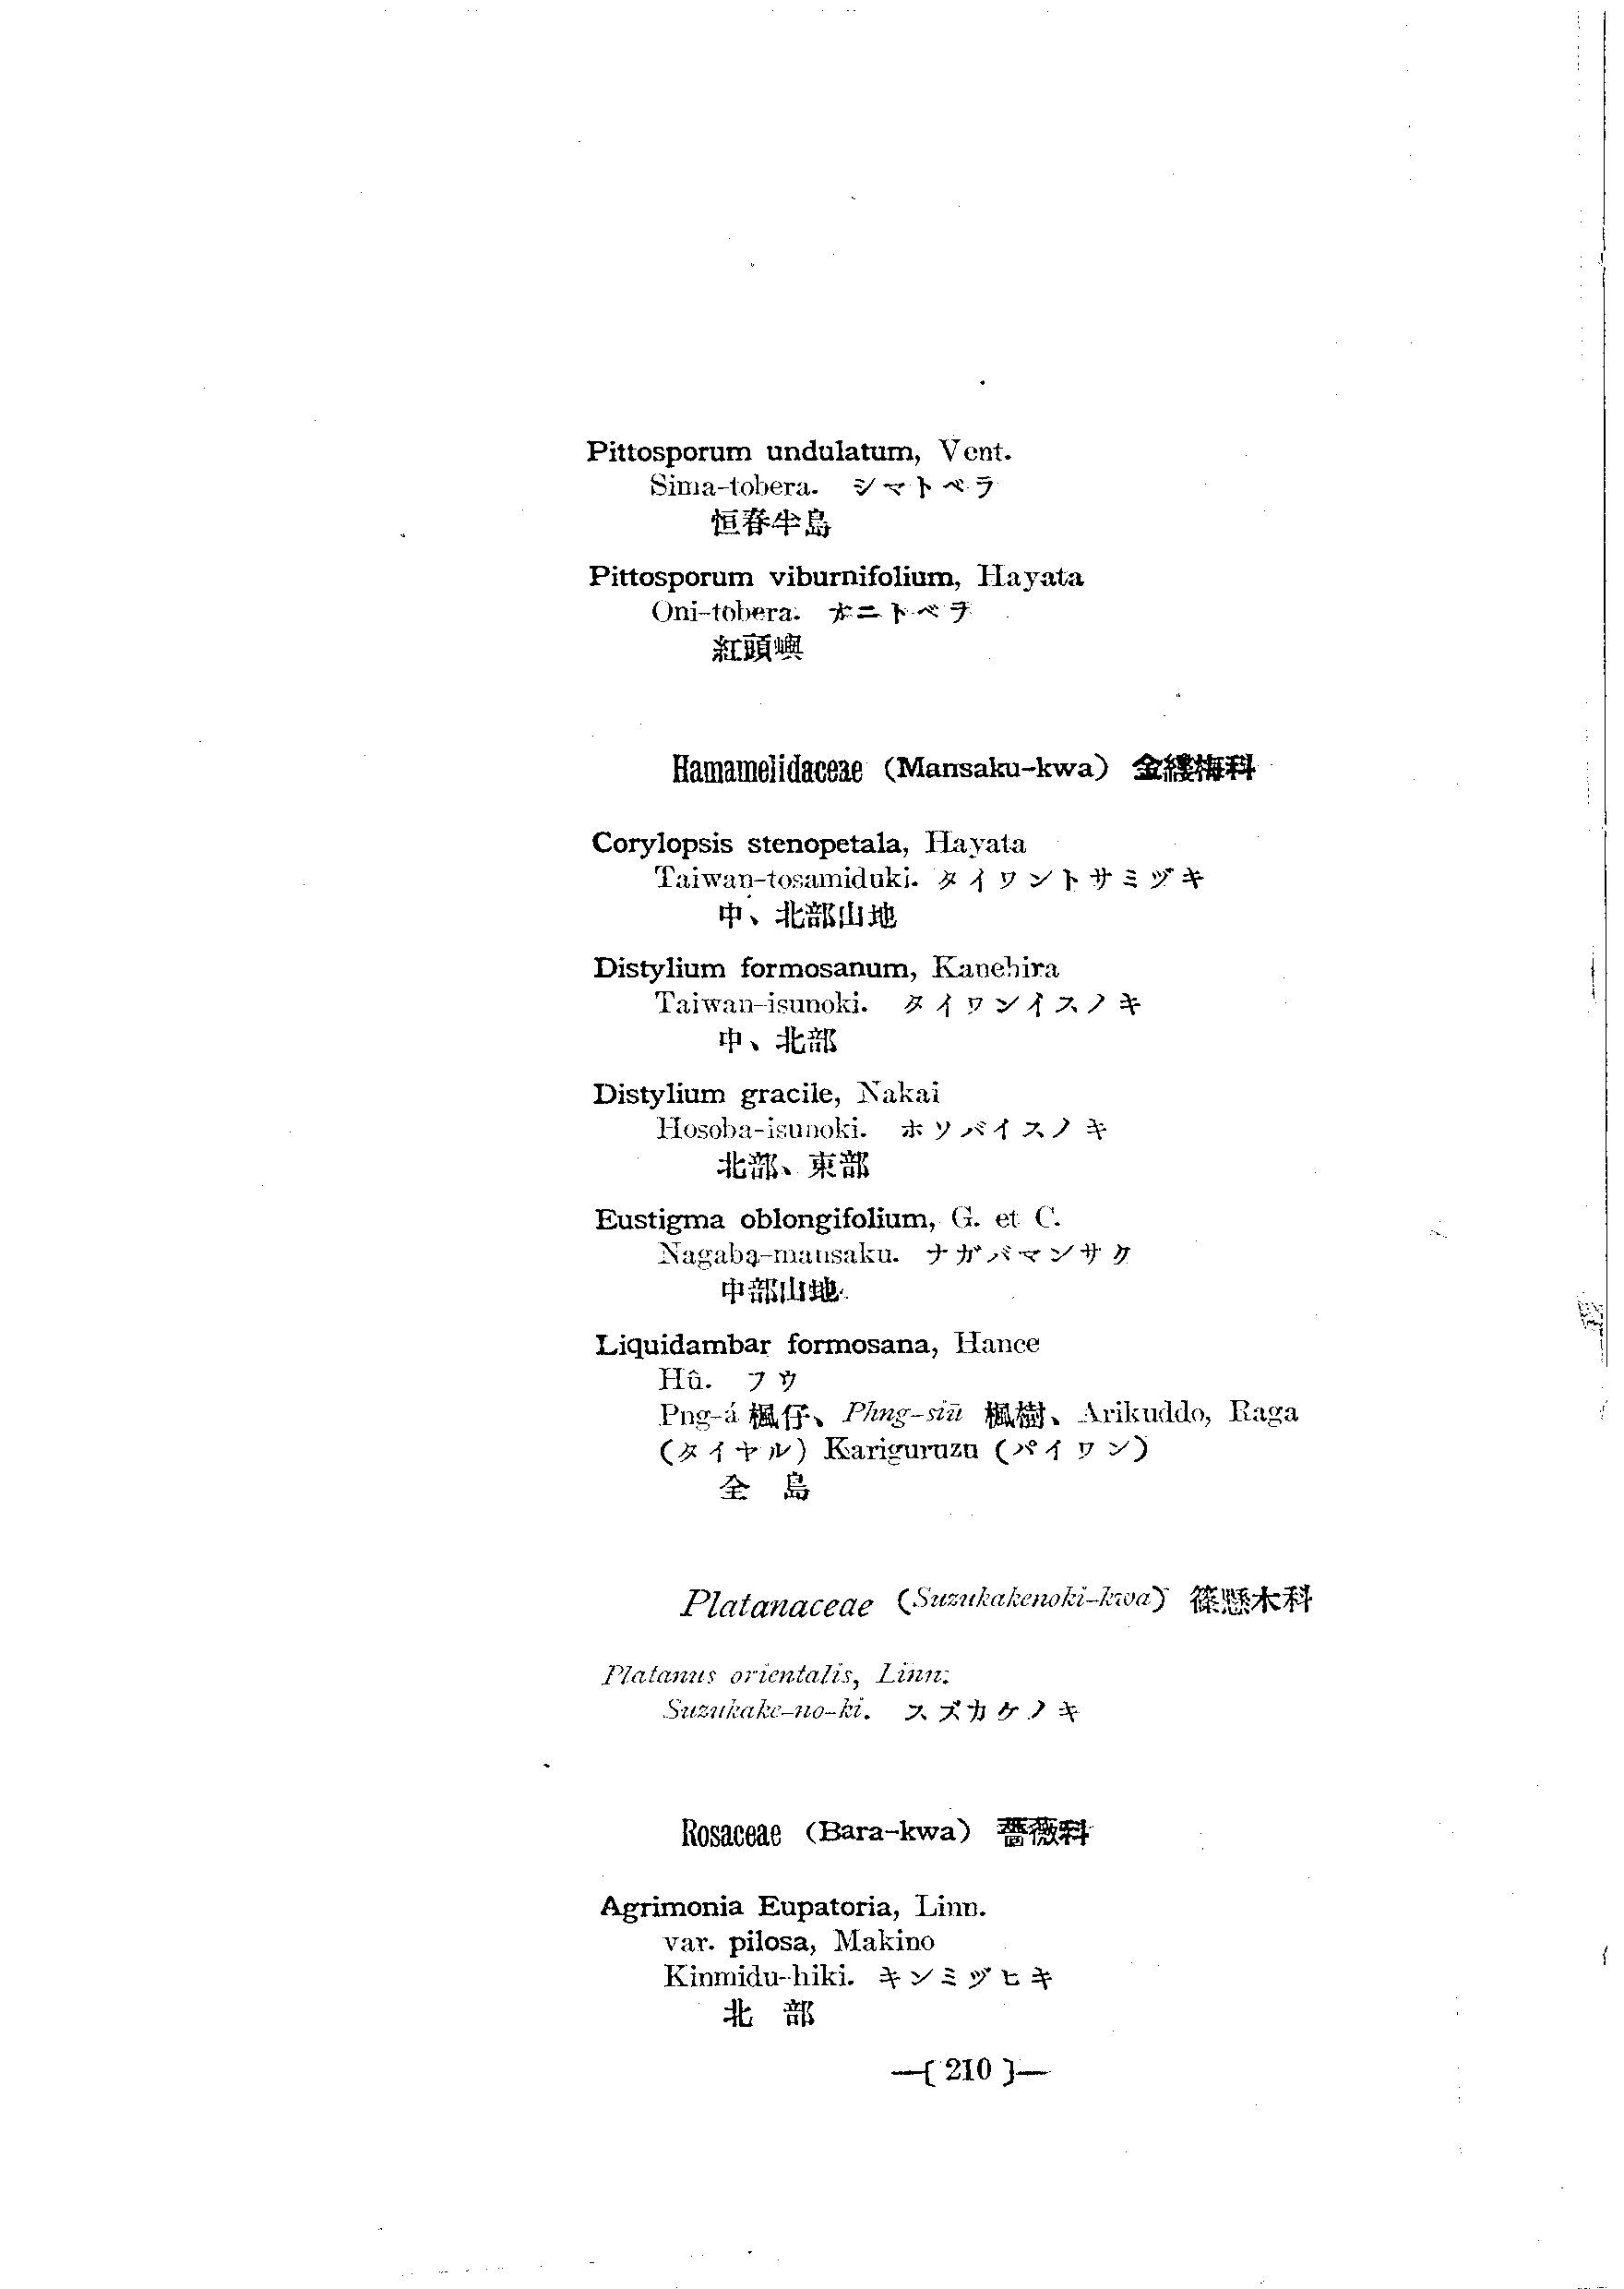 Pittosporum undulatum, Vent.
Sima-tobera. シマトベラ
恒春半島
Pittosporum viburnifolium, Hayata
Oni-tobera. オニトベラ
紅頭嶼
Hamamelidaceae (Mansaku-kwa) 金縷梅科
Corylopsis stenopetala, Hayata
Taiwan-tosamiduki. タイワントサミヅキ
中、北部山地
Distylium formosanum, Kanehira
Taiwan-isunoki. タイワンイスノキ
中、北部
Distylium gracile, Nakai
Hosoba-isunoki. ホソバイスノキ
北部、東部
Eustigma oblongifolium, G. et C.
Nagaba-mansaku. ナガバマンサク
中部山地
Liquidambar formosana, Hance
Hû. フウ
Png-á 楓仔、Phng-siū 楓樹、Arikuddo, Raga
(タイヤル) Kariguruzu (パイワン)
全 島
Platanaceae (Suzukakenoki-kwa) 篠懸木科
Platanus orientalis, Linn.
Suzukake-no-ki. スズカケノキ
Rosaceae (Bara-kwa) 薔薇科
Agrimonia Eupatoria, Linn.
var. pilosa, Makino
Kinmidu-hiki. キンミヅヒキ
北 部
—( 210 )—